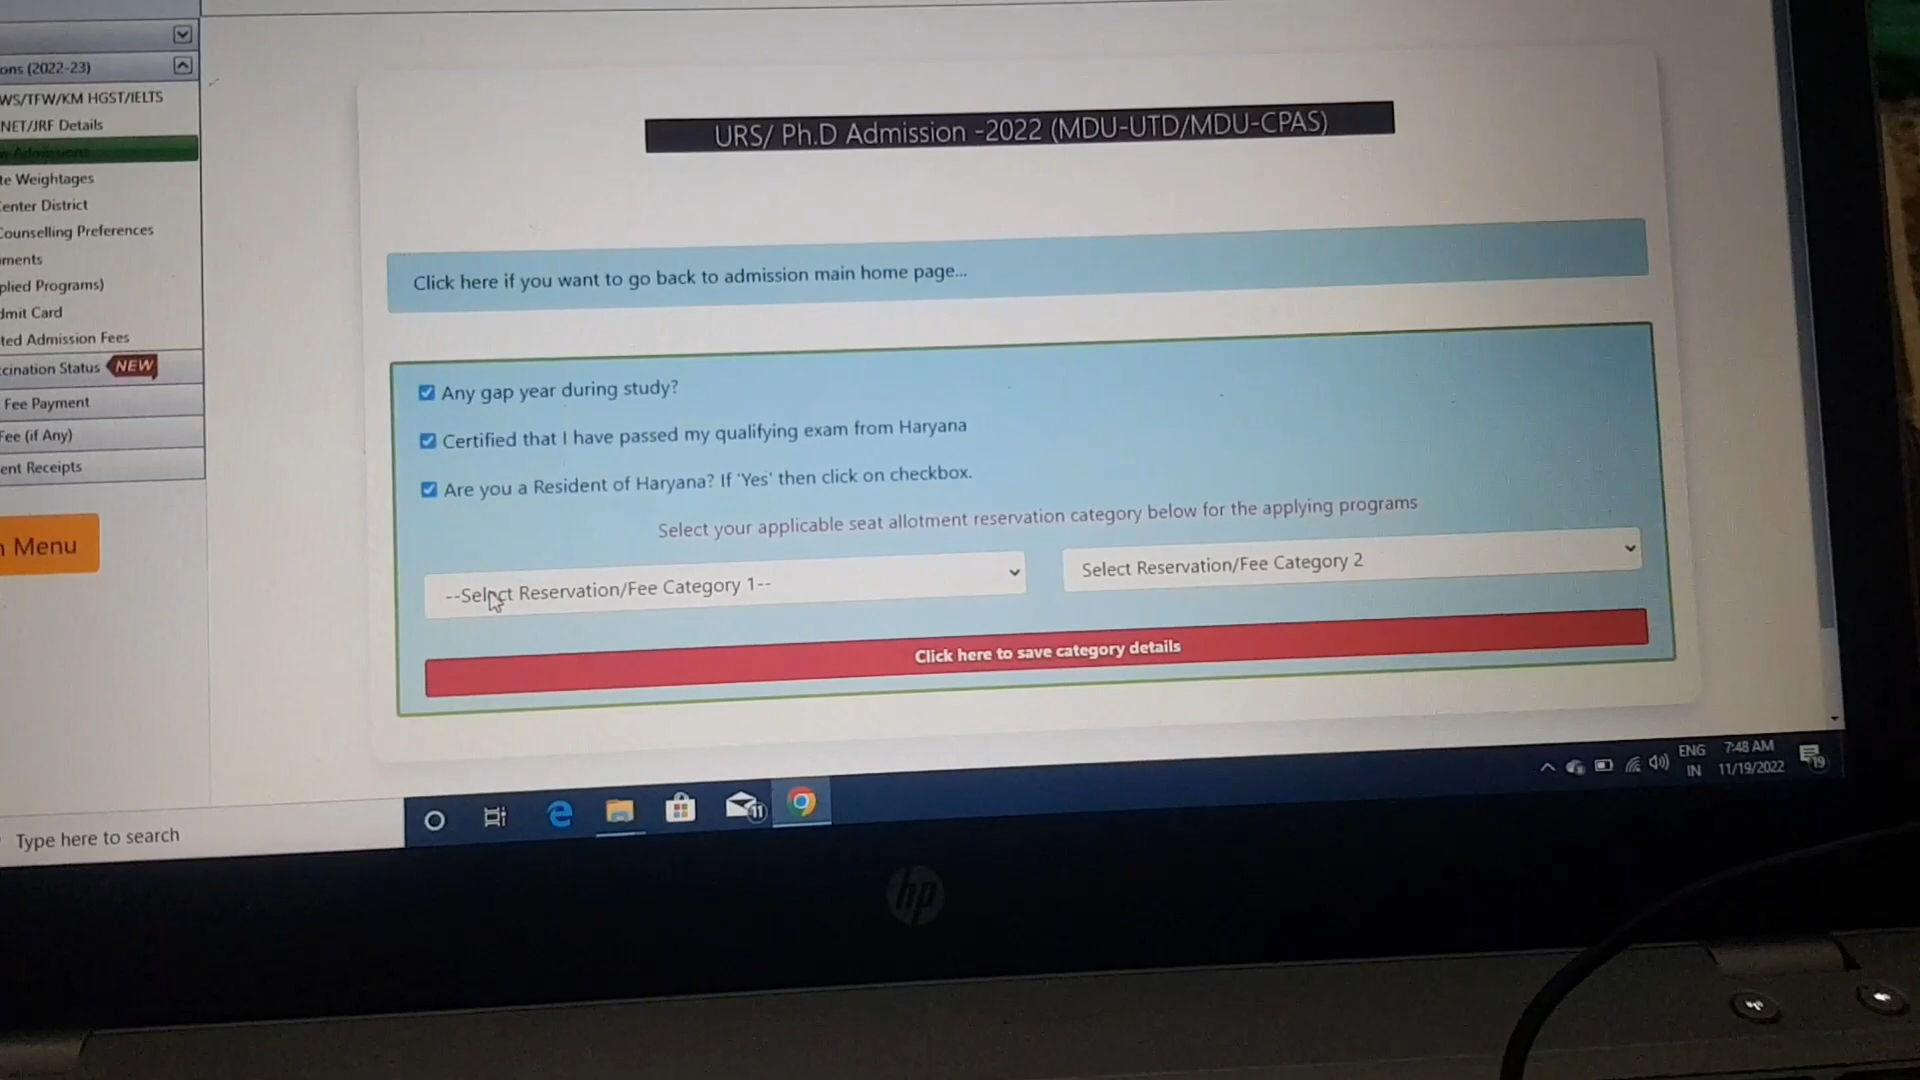 ons (2022-23)
WS/TFW/KM HGST/IELTS
NET/JRF Details
Admissions
te Weightages
Center District
Counselling Preferences
ments
plied Programs)
dmit Card
ted Admission Fees
ccination Status NEW
Fee Payment
Fee (if Any)
ent Receipts
n Menu
URS/ Ph.D Admission -2022 (MDU-UTD/MDU-CPAS)
Click here if you want to go back to admission main home page...
Any gap year during study?
Certified that I have passed my qualifying exam from Haryana
Are you a Resident of Haryana? If 'Yes' then click on checkbox.
Select your applicable seat allotment reservation category below for the applying programs
--Select Reservation/Fee Category 1--
Select Reservation/Fee Category 2
Click here to save category details
Type here to search
11
ENG
IN
7:48 AM
11/19/2022
19
hp